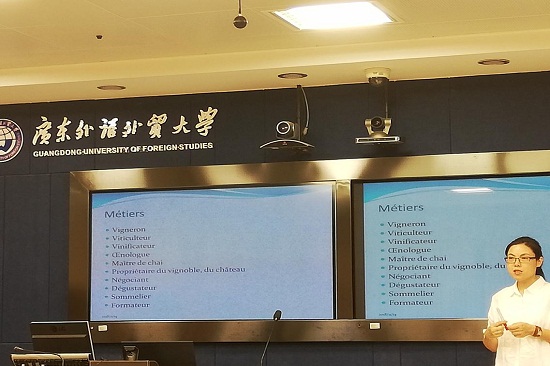 广东外语外贸大学
GUANGDONG UNIVERSITY OF FOREIGN STUDIES
Métiers
Vigneron
Viticulteur
Vinificateur
Œnologue
Maître de chai
Propriétaire du vignoble, du château
Négociant
Dégustateur
Sommelier
Formateur
Métiers
Vigneron
Viticulteur
Vinificateur
Œnologue
Maître de chai
Propriétaire du vignoble, du
Négociant
Dégustateur
Sommelier
Formateur